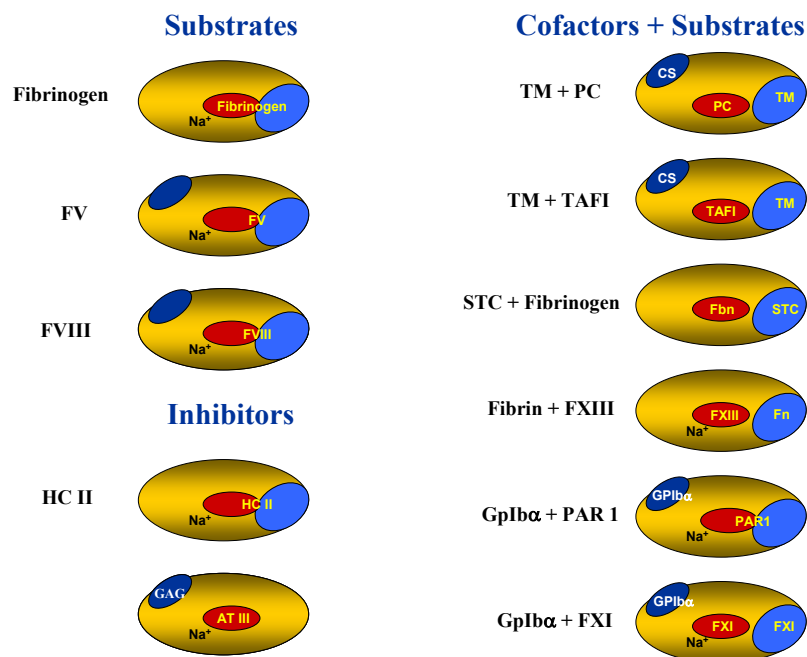 Substrates
Fibrinogen
Fibrinogen
Na⁺
FV
FV
Na⁺
FVIII
FVIII
Na⁺
Inhibitors
HC II
HC II
Na⁺
GAG
AT III
Na⁺
Cofactors + Substrates
TM + PC
CS
PC
TM
TM + TAFI
CS
TAFI
TM
STC + Fibrinogen
Fbn
STC
Fibrin + FXIII
FXIII
Fn
Na⁺
GpIbα + PAR 1
GPIbα
PAR1
Na⁺
GpIbα + FXI
GPIbα
FXI
FXI
Na⁺